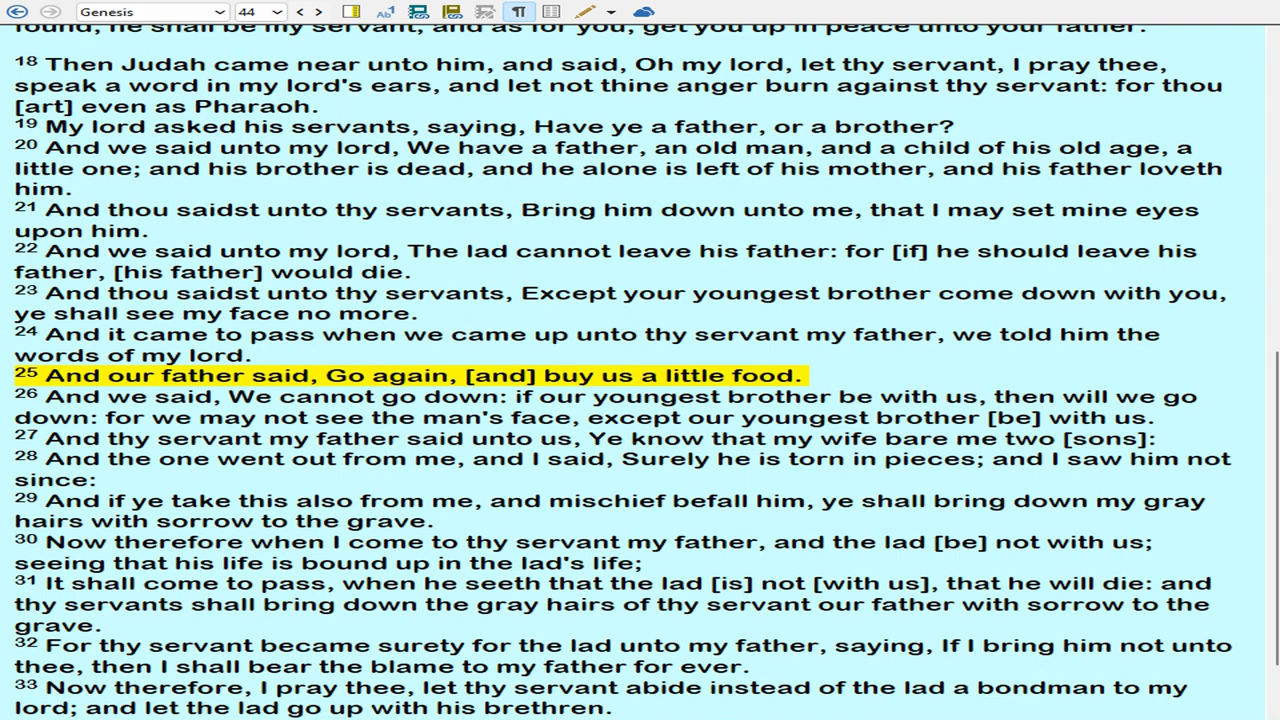 Genesis 44
found, he shall be my servant; and as for you, get you up in peace unto your father.
18 Then Judah came near unto him, and said, Oh my lord, let thy servant, I pray thee,
speak a word in my lord's ears, and let not thine anger burn against thy servant: for thou
[art] even as Pharaoh.
19 My lord asked his servants, saying, Have ye a father, or a brother?
20 And we said unto my lord, We have a father, an old man, and a child of his old age, a
little one; and his brother is dead, and he alone is left of his mother, and his father loveth
him.
21 And thou saidst unto thy servants, Bring him down unto me, that I may set mine eyes
upon him.
22 And we said unto my lord, The lad cannot leave his father: for [if] he should leave his
father, [his father] would die.
23 And thou saidst unto thy servants, Except your youngest brother come down with you,
ye shall see my face no more.
24 And it came to pass when we came up unto thy servant my father, we told him the
words of my lord.
25 And our father said, Go again, [and] buy us a little food.
26 And we said, We cannot go down: if our youngest brother be with us, then will we go
down: for we may not see the man's face, except our youngest brother [be] with us.
27 And thy servant my father said unto us, Ye know that my wife bare me two [sons]:
28 And the one went out from me, and I said, Surely he is torn in pieces; and I saw him not
since:
29 And if ye take this also from me, and mischief befall him, ye shall bring down my gray
hairs with sorrow to the grave.
30 Now therefore when I come to thy servant my father, and the lad [be] not with us;
seeing that his life is bound up in the lad's life;
31 It shall come to pass, when he seeth that the lad [is] not [with us], that he will die: and
thy servants shall bring down the gray hairs of thy servant our father with sorrow to the
grave.
32 For thy servant became surety for the lad unto my father, saying, If I bring him not unto
thee, then I shall bear the blame to my father for ever.
33 Now therefore, I pray thee, let thy servant abide instead of the lad a bondman to my
lord; and let the lad go up with his brethren.